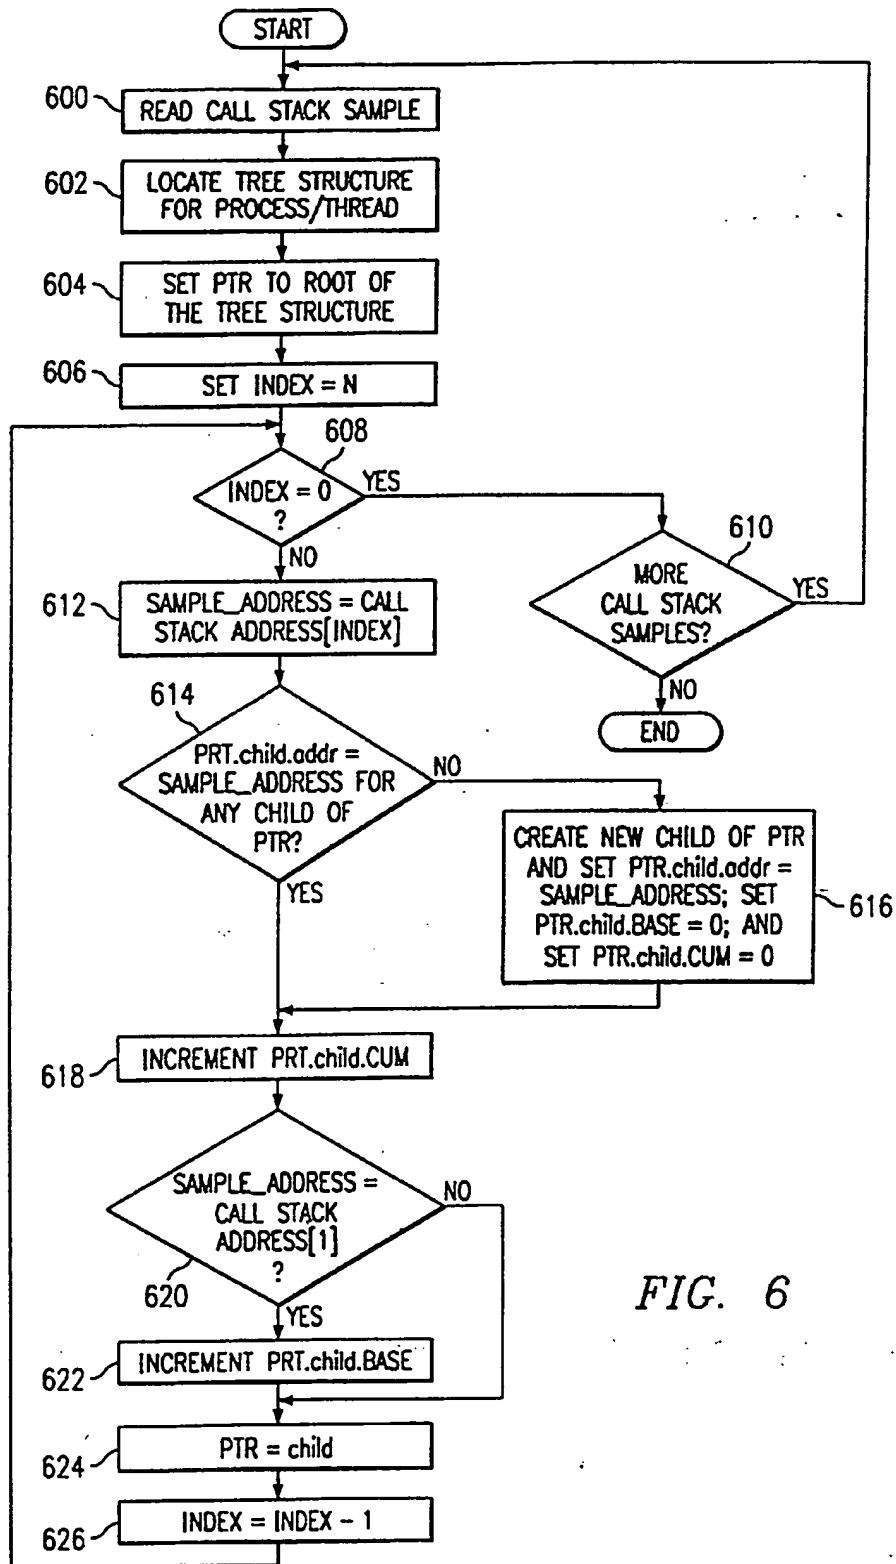 START
600
READ CALL STACK SAMPLE
602
LOCATE TREE STRUCTURE
FOR PROCESS/THREAD
604
SET PTR TO ROOT OF
THE TREE STRUCTURE
606
SET INDEX = N
608
INDEX = 0
?
YES
NO
610
MORE
CALL STACK
SAMPLES?
YES
NO
END
612
SAMPLE_ADDRESS = CALL
STACK ADDRESS[INDEX]
614
PRT.child.addr =
SAMPLE_ADDRESS FOR
ANY CHILD OF
PTR?
NO
YES
CREATE NEW CHILD OF PTR
AND SET PTR.child.addr =
SAMPLE_ADDRESS; SET
PTR.child.BASE = 0; AND
SET PTR.child.CUM = 0
616
618
INCREMENT PRT.child.CUM
SAMPLE_ADDRESS =
CALL STACK
ADDRESS[1]
?
NO
620
YES
622
INCREMENT PRT.child.BASE
624
PTR = child
626
INDEX = INDEX - 1
FIG. 6